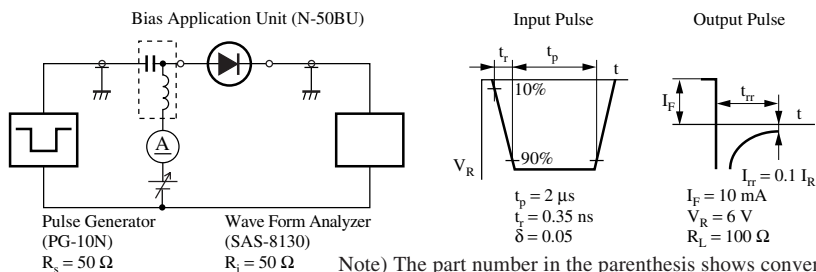 Bias Application Unit (N-50BU)
A
Pulse Generator
(PG-10N)
R_s = 50 Ω
Wave Form Analyzer
(SAS-8130)
R_i = 50 Ω
Input Pulse
t_r
t_p
t
10%
90%
V_R
t_p = 2 µs
t_r = 0.35 ns
δ = 0.05
Output Pulse
I_F
t_rr
t
I_rr = 0.1 I_R
I_F = 10 mA
V_R = 6 V
R_L = 100 Ω
Note) The part number in the parenthesis shows conver